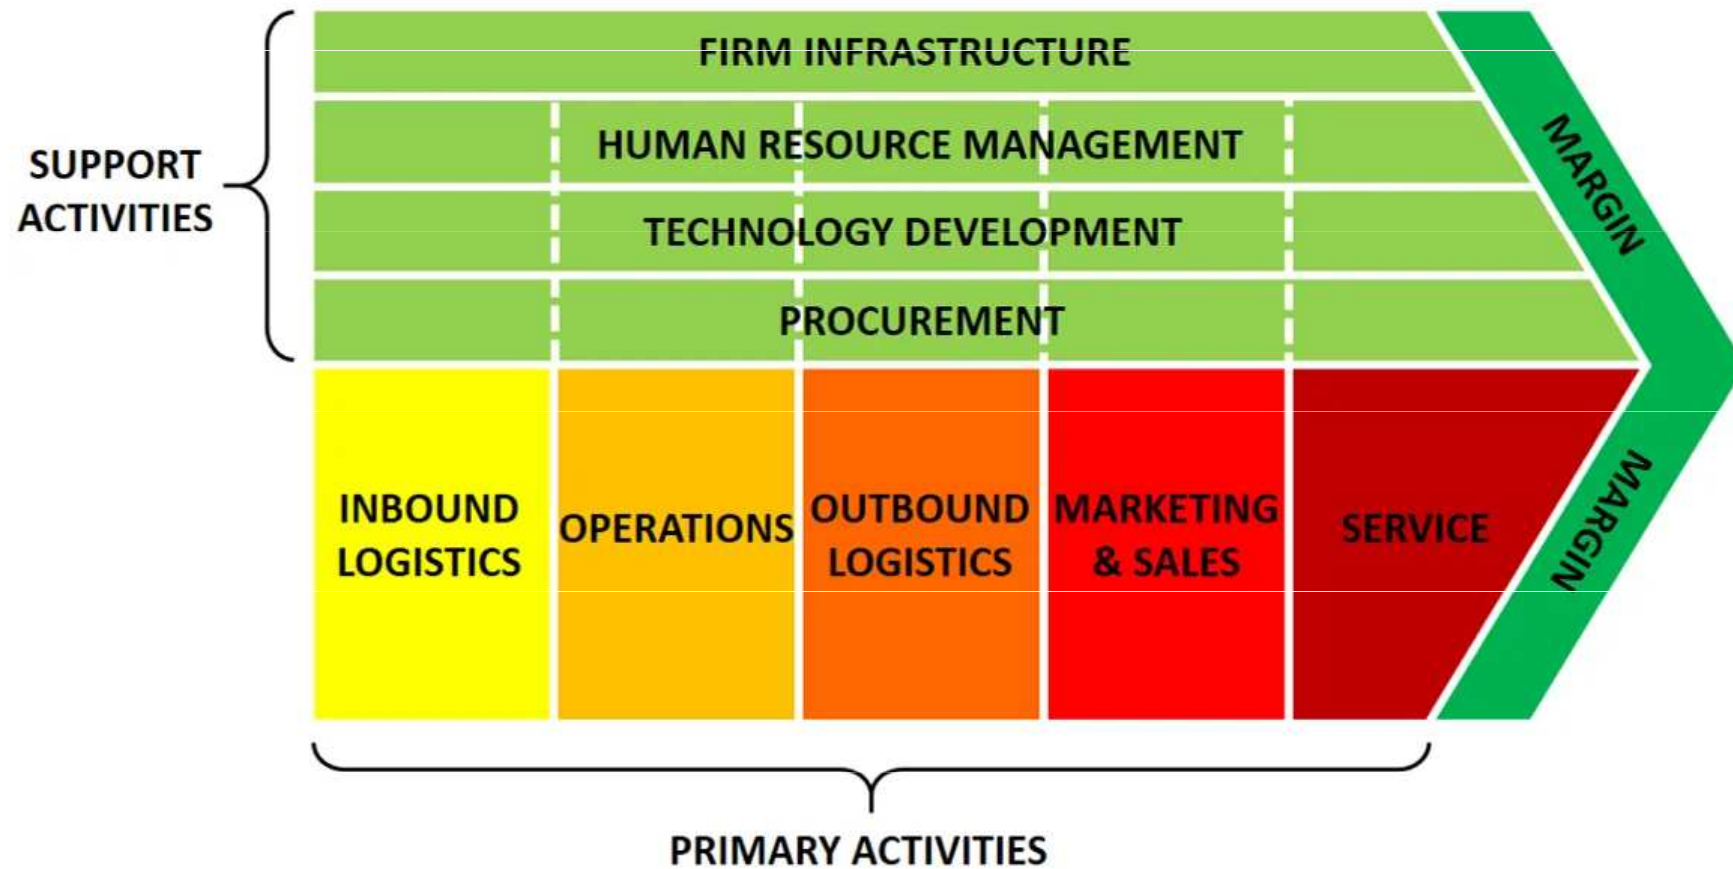 FIRM INFRASTRUCTURE
HUMAN RESOURCE MANAGEMENT
TECHNOLOGY DEVELOPMENT
PROCUREMENT
SUPPORT
ACTIVITIES
MARGIN
INBOUND
LOGISTICS
OPERATIONS
OUTBOUND
LOGISTICS
MARKETING
& SALES
SERVICE
MARGIN
PRIMARY ACTIVITIES